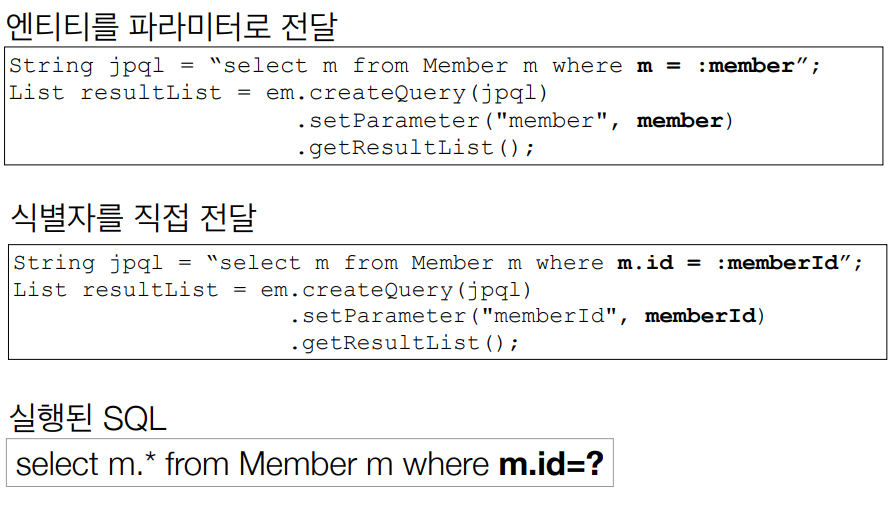 엔티티를 파라미터로 전달
String jpql = “select m from Member m where m = :member”;
List resultList = em.createQuery(jpql)
.setParameter("member", member)
.getResultList();
식별자를 직접 전달
String jpql = “select m from Member m where m.id = :memberId”;
List resultList = em.createQuery(jpql)
.setParameter("memberId", memberId)
.getResultList();
실행된 SQL
select m.* from Member m where m.id=?